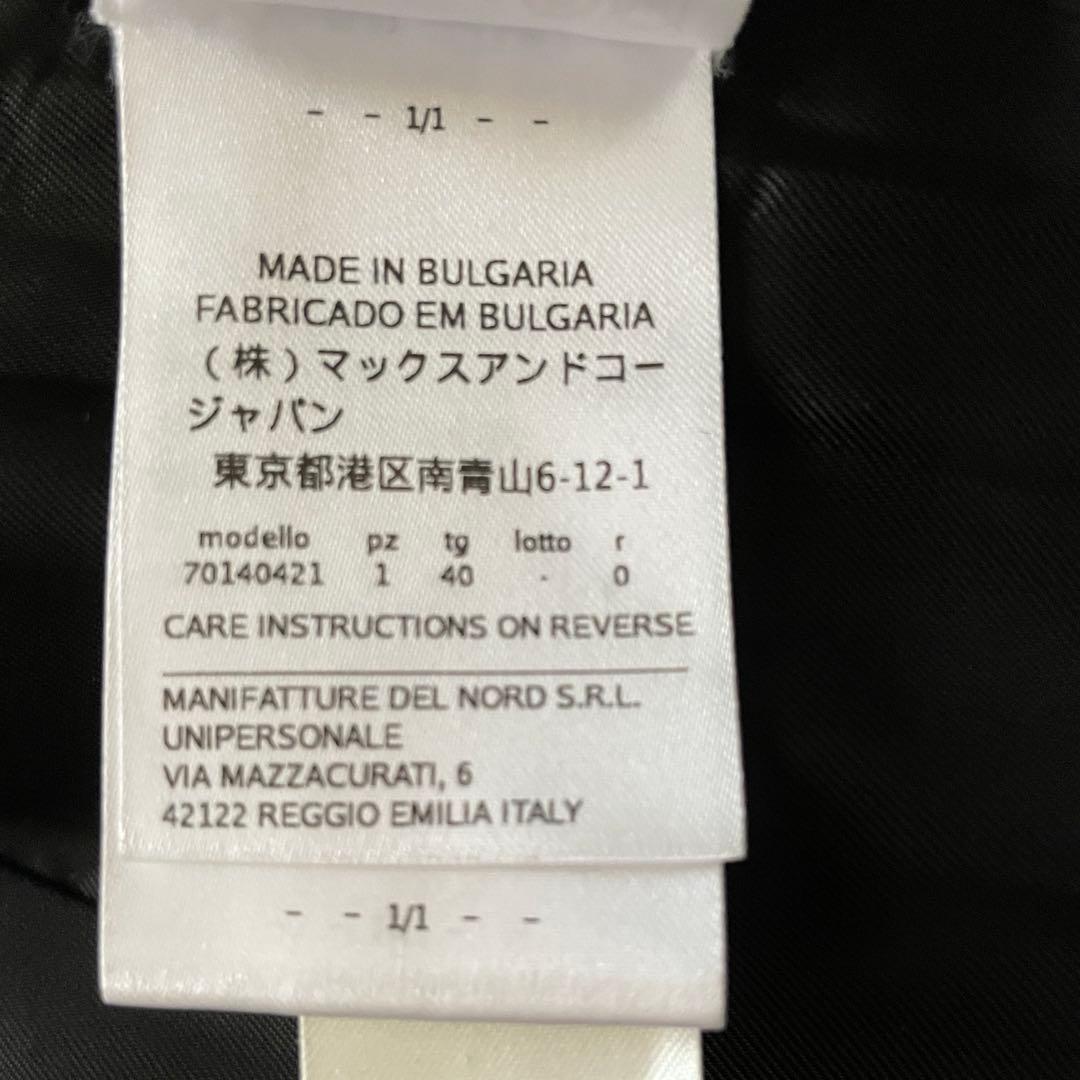 - - 1/1 - -
MADE IN BULGARIA
FABRICADO EM BULGARIA
(株)マックスアンドコー
ジャパン
東京都港区南青山6-12-1
modello pz tg lotto r
70140421 1 40 - 0
CARE INSTRUCTIONS ON REVERSE
MANIFATTURE DEL NORD S.R.L.
UNIPERSONALE
VIA MAZZACURATI, 6
42122 REGGIO EMILIA ITALY
- - 1/1 - -